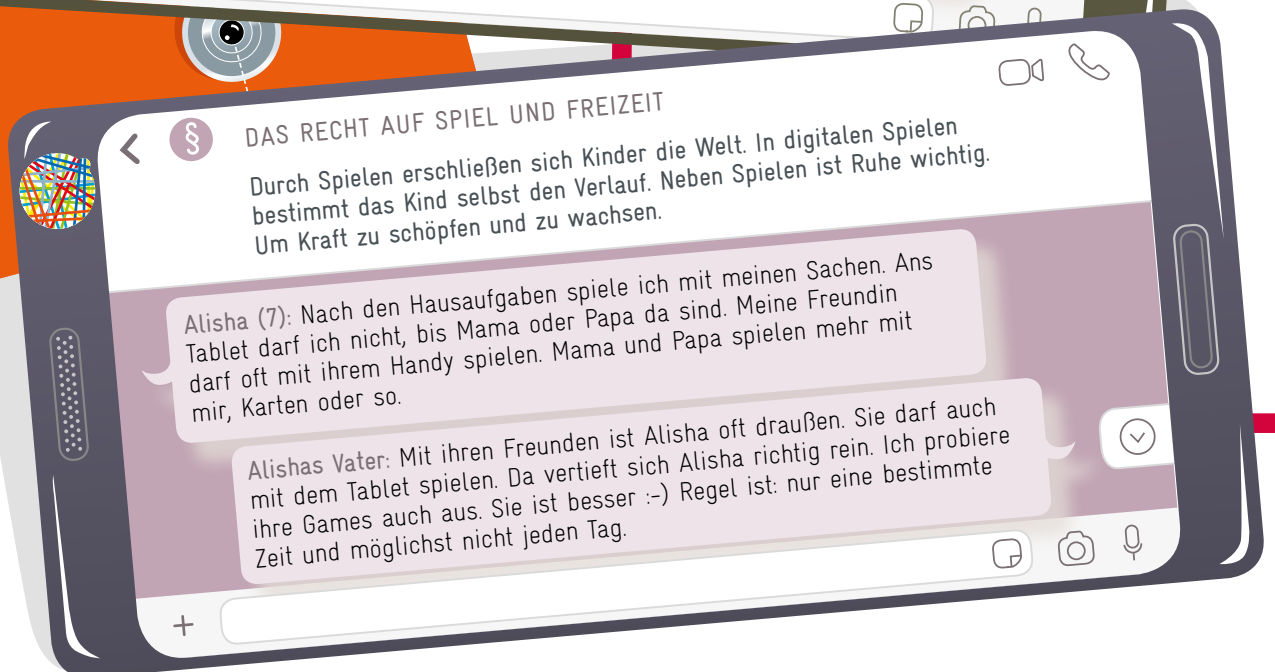 §
DAS RECHT AUF SPIEL UND FREIZEIT
Durch Spielen erschließen sich Kinder die Welt. In digitalen Spielen
bestimmt das Kind selbst den Verlauf. Neben Spielen ist Ruhe wichtig.
Um Kraft zu schöpfen und zu wachsen.
Alisha (7): Nach den Hausaufgaben spiele ich mit meinen Sachen. Ans
Tablet darf ich nicht, bis Mama oder Papa da sind. Meine Freundin
darf oft mit ihrem Handy spielen. Mama und Papa spielen mehr mit
mir, Karten oder so.
Alishas Vater: Mit ihren Freunden ist Alisha oft draußen. Sie darf auch
mit dem Tablet spielen. Da vertieft sich Alisha richtig rein. Ich probiere
ihre Games auch aus. Sie ist besser :-) Regel ist: nur eine bestimmte
Zeit und möglichst nicht jeden Tag.